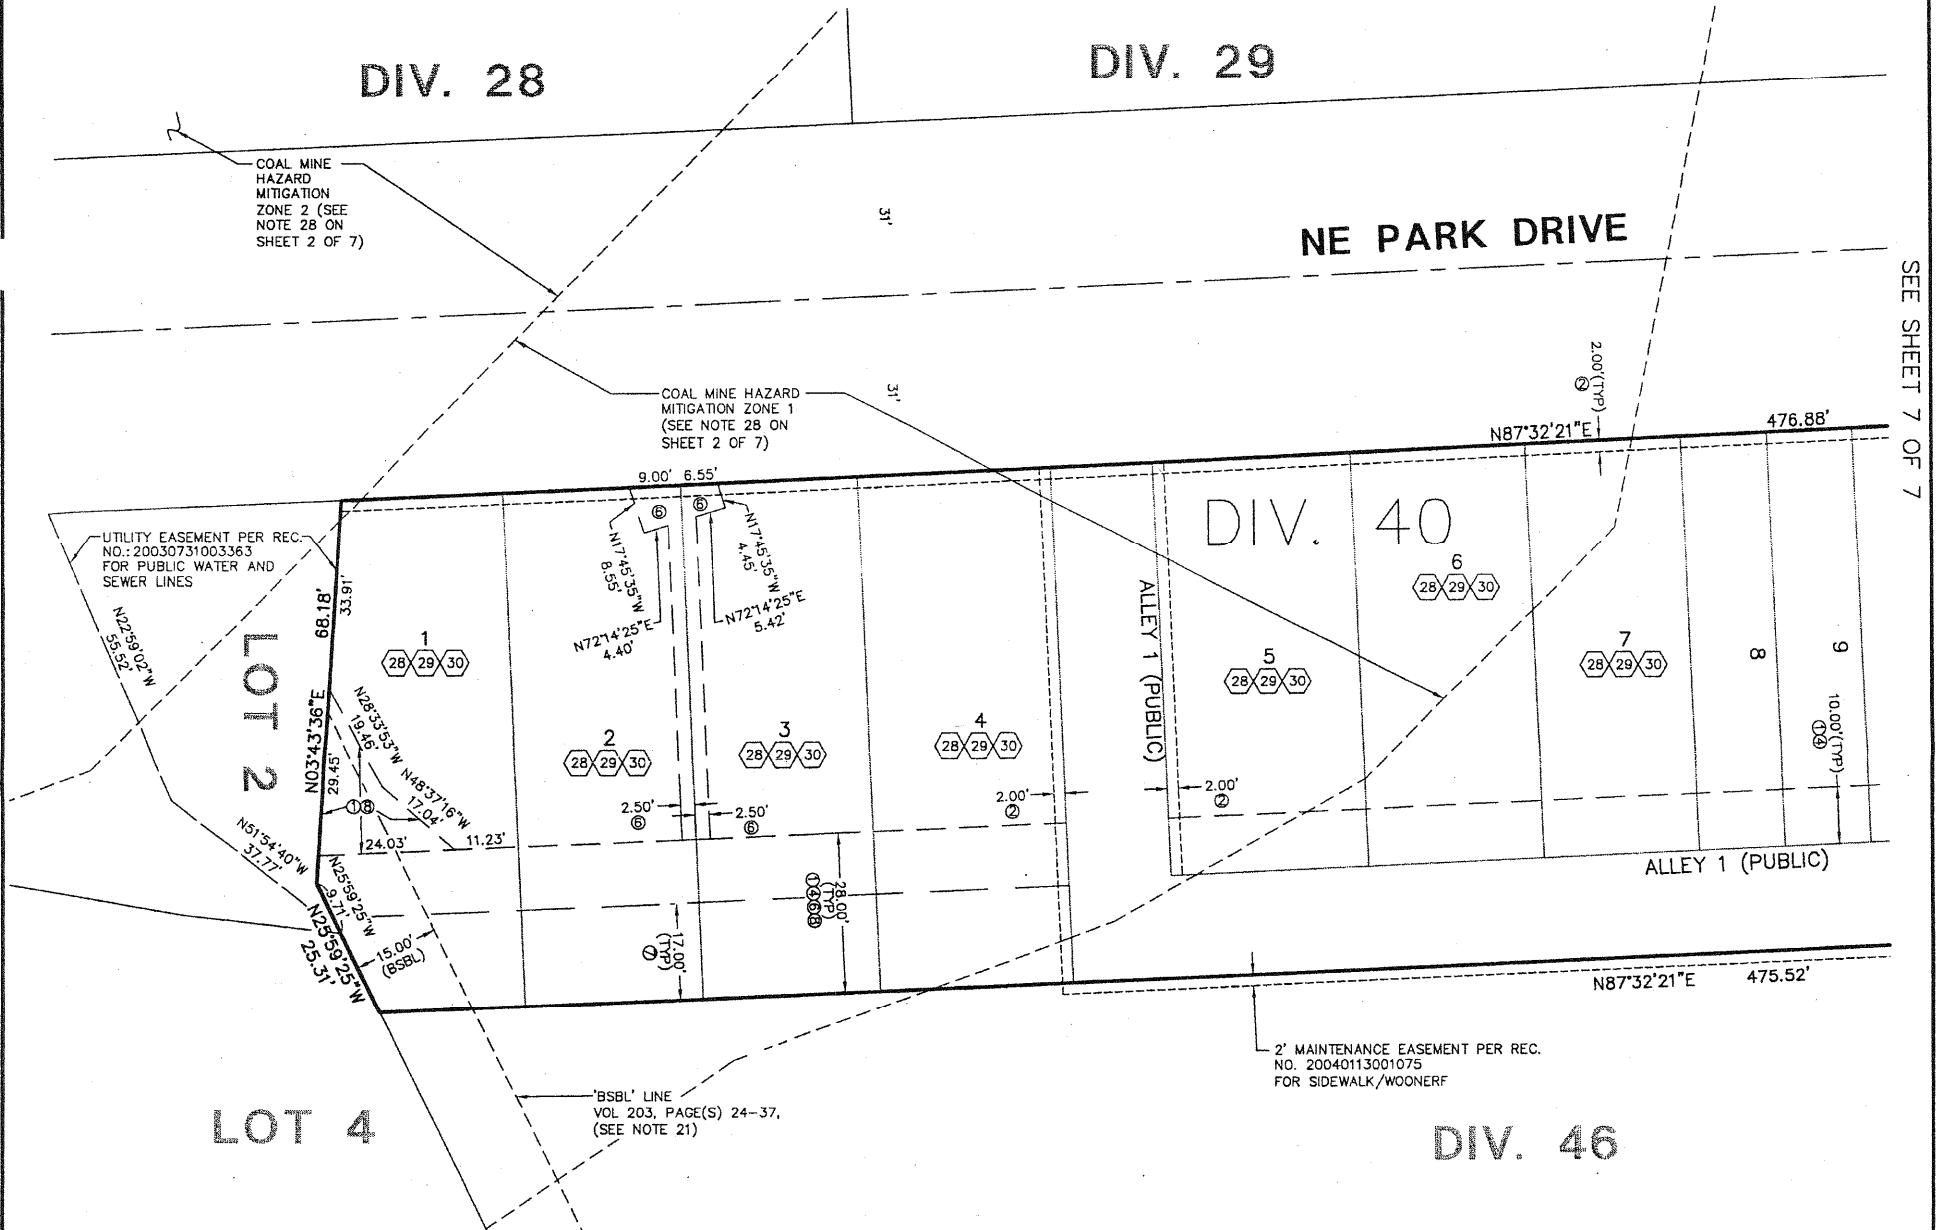 DIV. 28
DIV. 29
COAL MINE
HAZARD
MITIGATION
ZONE 2 (SEE
NOTE 28 ON
SHEET 2 OF 7)
31'
NE PARK DRIVE
SEE SHEET 7 OF 7
COAL MINE HAZARD
MITIGATION ZONE 1
(SEE NOTE 28 ON
SHEET 2 OF 7)
31'
2.00'(TYP)
2
N87°32'21"E
476.88'
9.00'
6.55'
6
6
N17°45'35"W
8.55'
N17°45'35"W
4.45'
N72°14'25"E
4.40'
N72°14'25"E
5.42'
UTILITY EASEMENT PER REC.
NO.: 20030731003363
FOR PUBLIC WATER AND
SEWER LINES
N22°59'02"W
55.52'
LOT 2
68.18'
33.91'
N03°43'36"E
29.45'
DIV. 40
1
28 29 30
2
28 29 30
3
28 29 30
4
28 29 30
ALLEY 1 (PUBLIC)
5
28 29 30
6
28 29 30
7
28 29 30
8
9
N28°33'53"W
19.46'
N48°37'16"W
17.04'
1 8
24.03'
11.23'
N51°54'40"W
37.77'
N25°59'25"W
9.71'
N25°59'25"W
25.31'
15.00'
(BSBL)
2.50'
6
2.50'
6
2.00'
2
2.00'
2
10.00'(TYP)
1 4
28.00'
(TYP)
1 4 6 8
17.00'
(TYP)
7
ALLEY 1 (PUBLIC)
N87°32'21"E
475.52'
2' MAINTENANCE EASEMENT PER REC.
NO. 20040113001075
FOR SIDEWALK/WOONERF
'BSBL' LINE
VOL 203, PAGE(S) 24-37,
(SEE NOTE 21)
LOT 4
DIV. 46